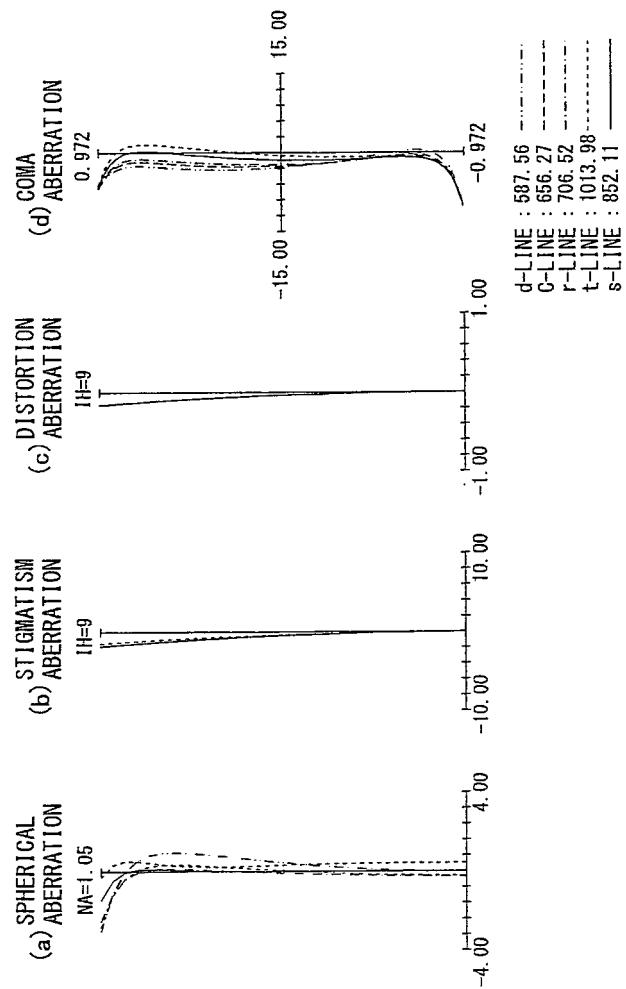 (a) SPHERICAL
ABERRATION
NA=1.05
-4.00
4.00
(b) STIGMATISM
ABERRATION
IH=9
-10.00
10.00
(c) DISTORTION
ABERRATION
IH=9
-1.00
1.00
(d) COMA
ABERRATION
0.972
-15.00
15.00
-0.972
d-LINE : 587.56
C-LINE : 656.27
r-LINE : 706.52
t-LINE : 1013.98
s-LINE : 852.11